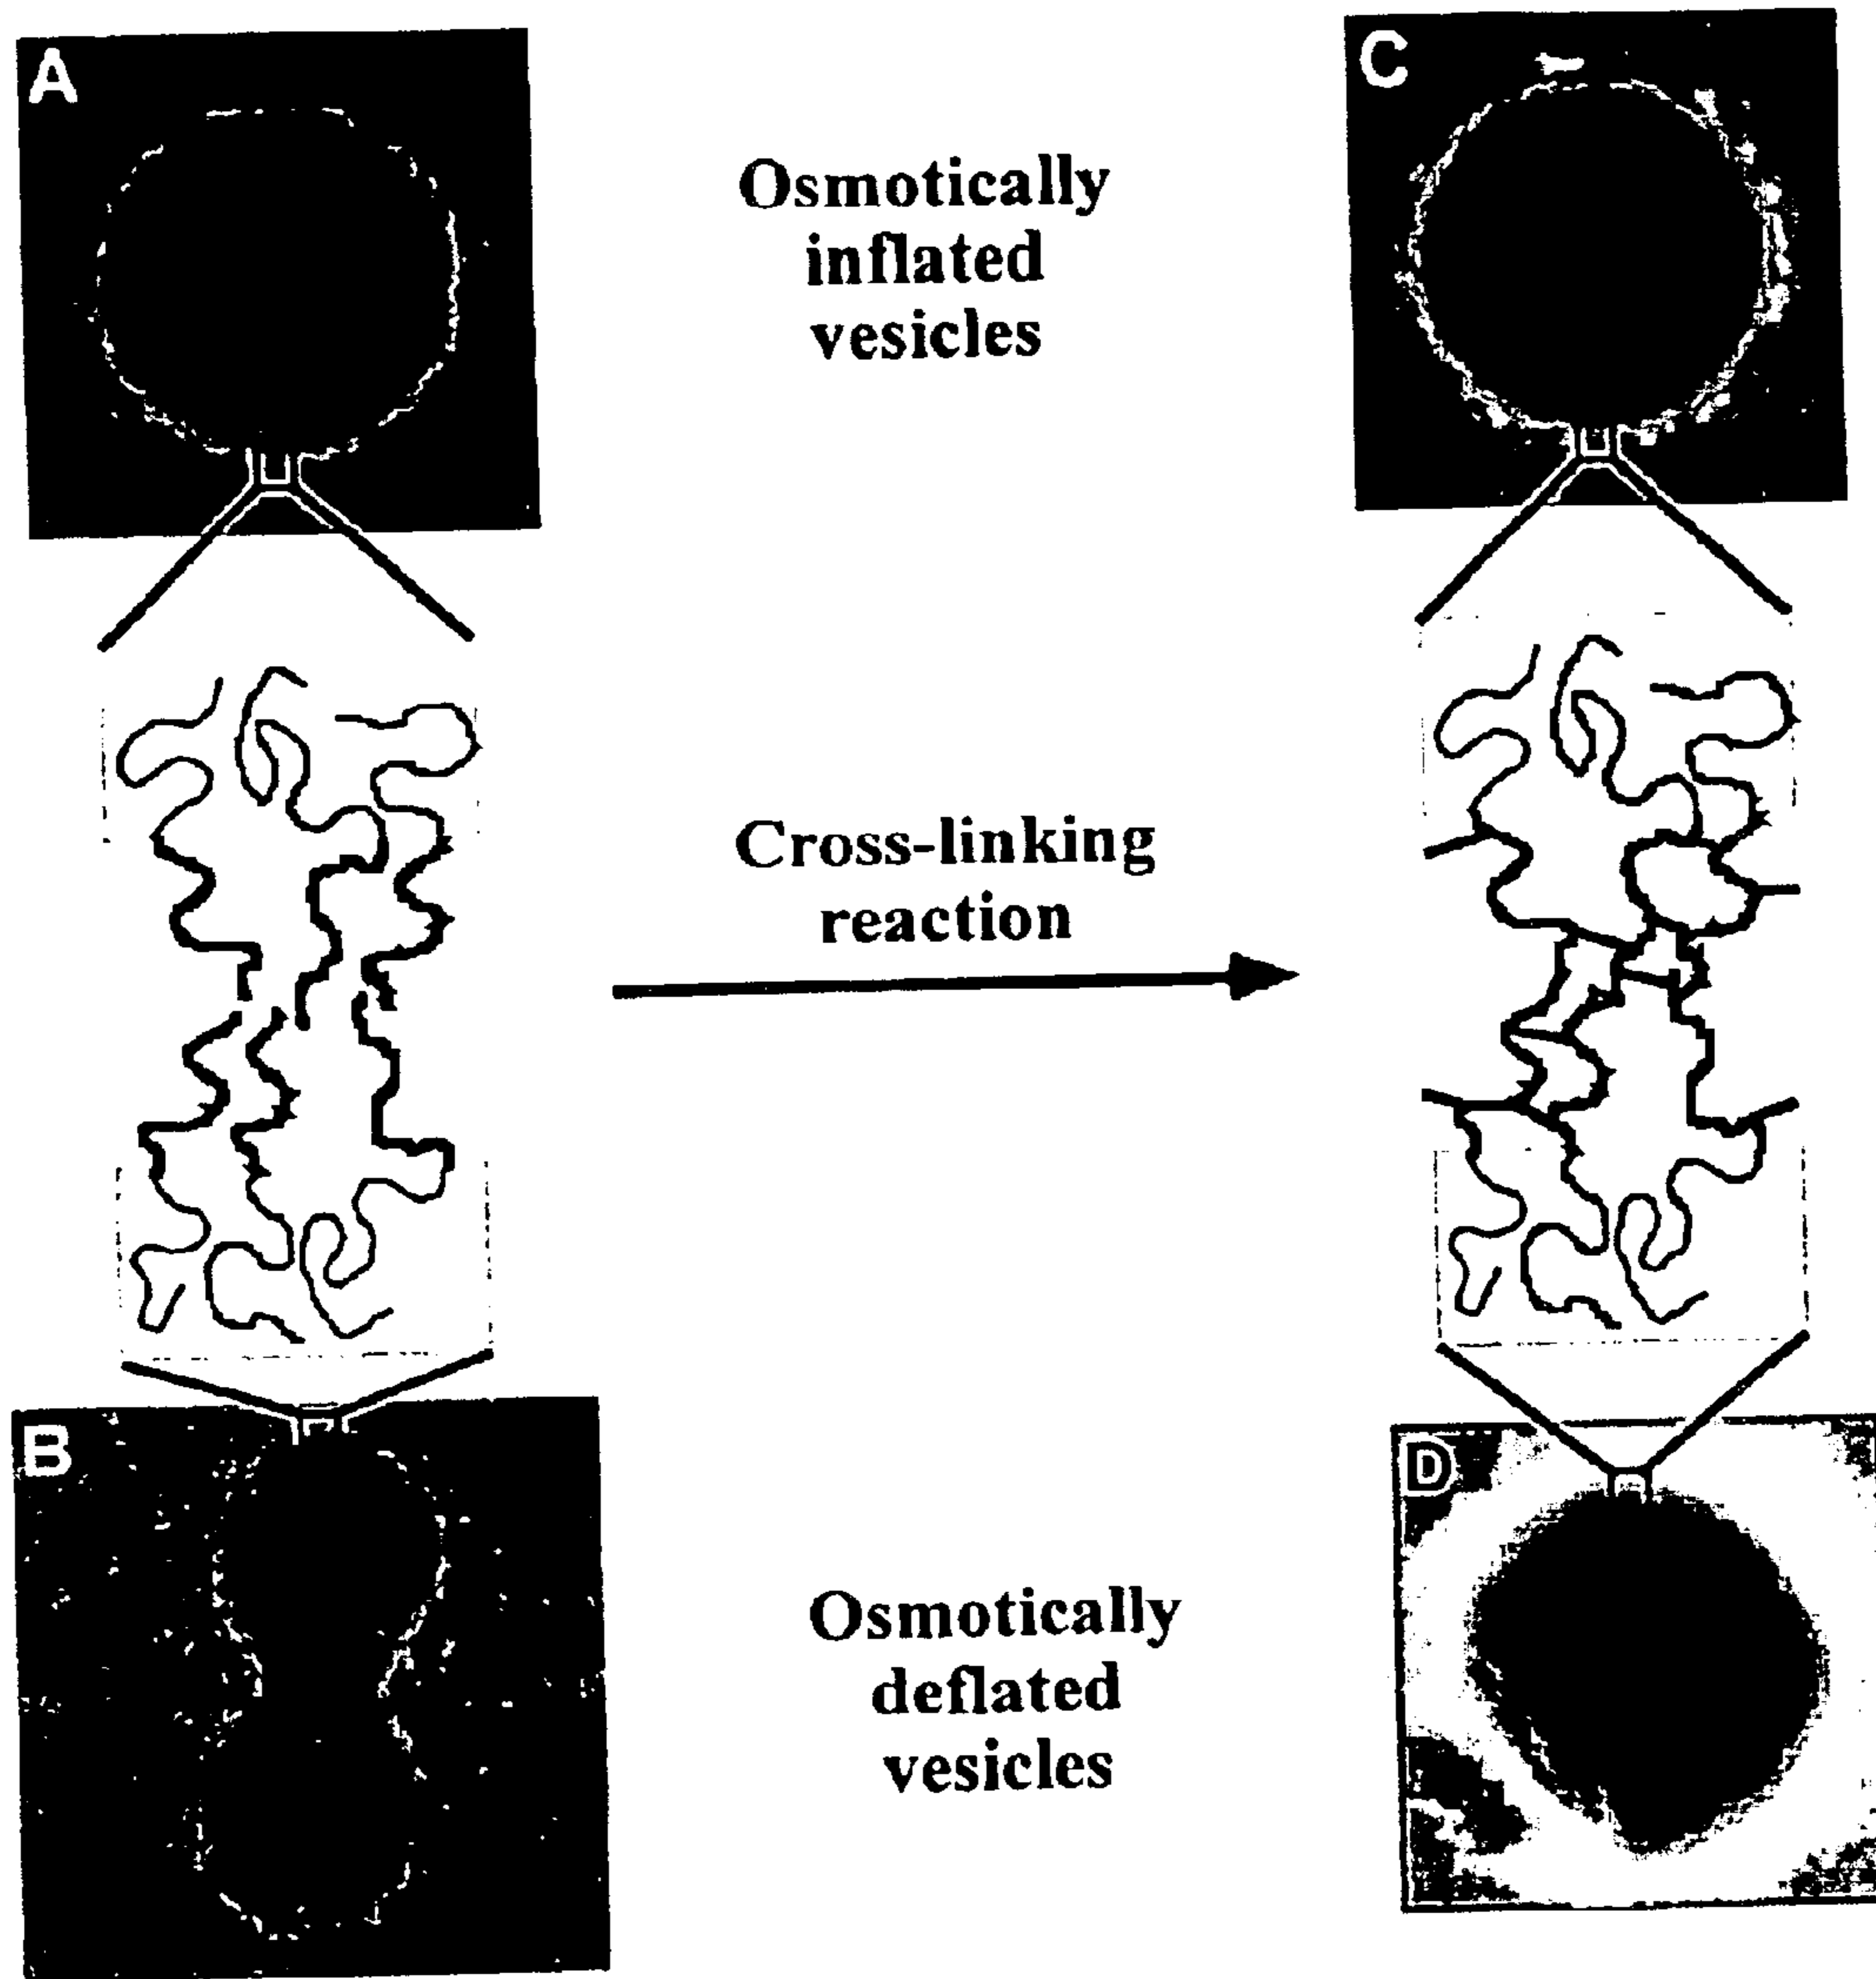 A
C
Osmotically
inflated
vesicles
Cross-linking
reaction
B
D
Osmotically
deflated
vesicles